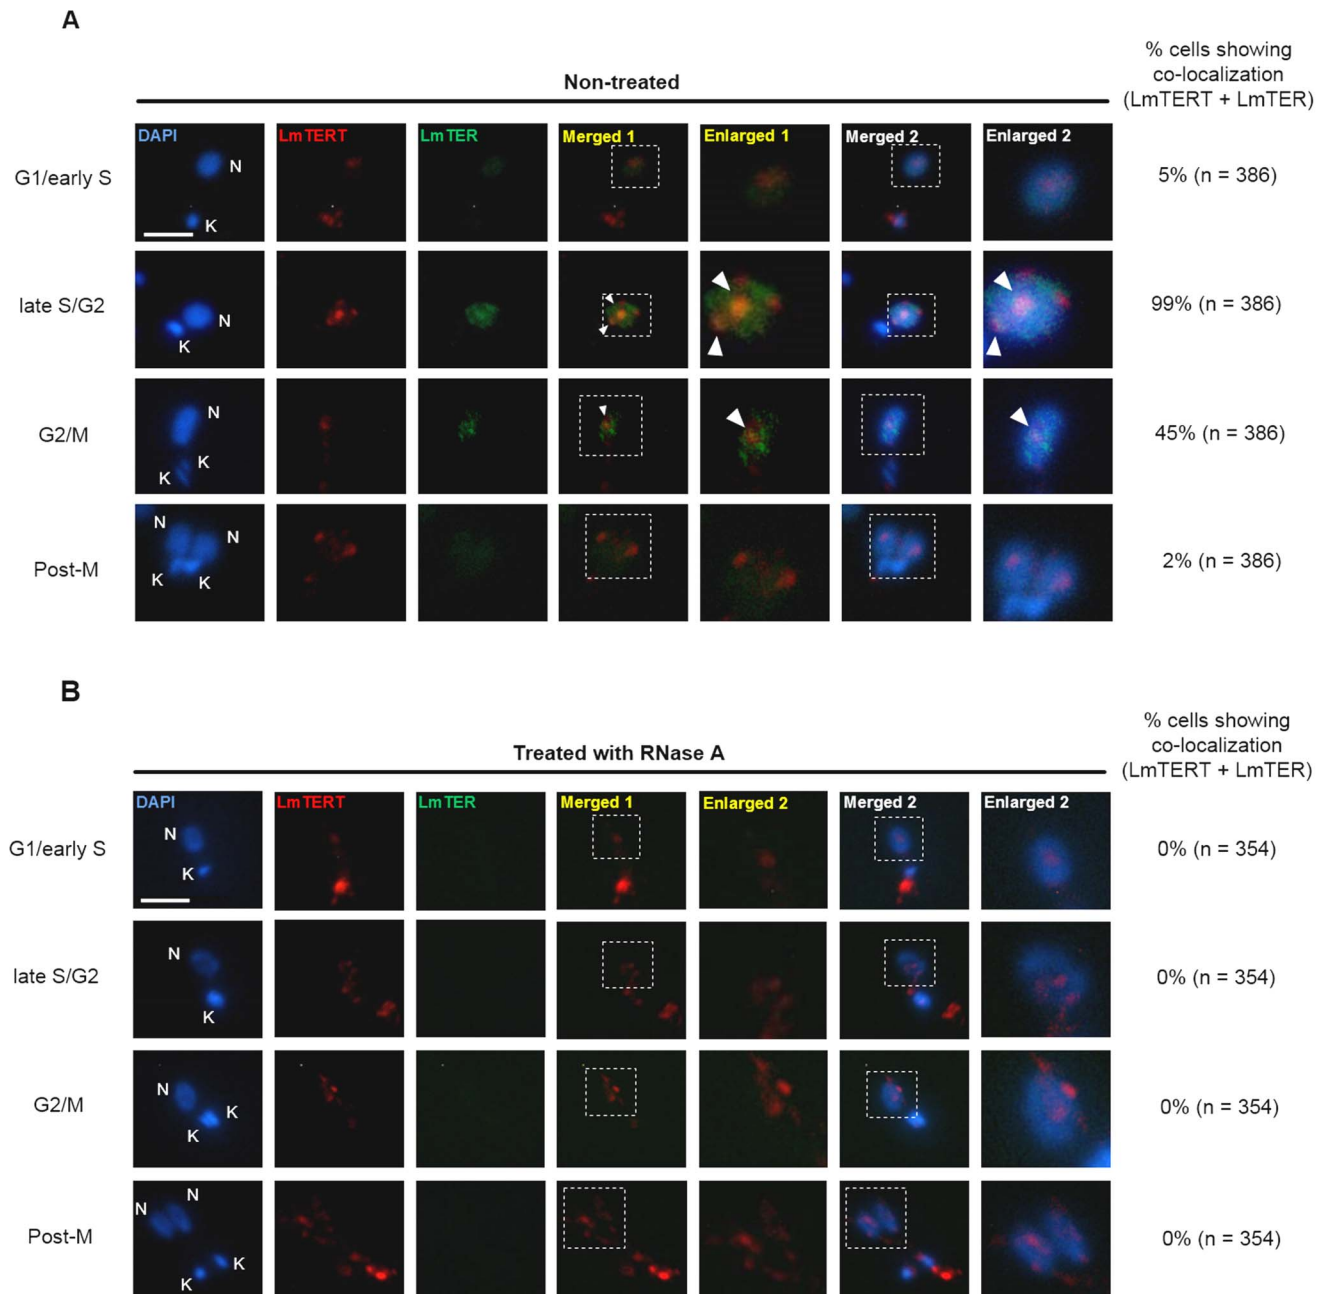 A
Non-treated
% cells showing
co-localization
(LmTERT + LmTER)
DAPI LmTERT LmTER Merged 1 Enlarged 1 Merged 2 Enlarged 2
G1/early S N K 5% (n = 386)
late S/G2 N K 99% (n = 386)
G2/M N K K 45% (n = 386)
Post-M N N K K 2% (n = 386)
B
Treated with RNase A
% cells showing
co-localization
(LmTERT + LmTER)
DAPI LmTERT LmTER Merged 1 Enlarged 2 Merged 2 Enlarged 2
G1/early S N K 0% (n = 354)
late S/G2 N K 0% (n = 354)
G2/M N K K 0% (n = 354)
Post-M N N K K 0% (n = 354)